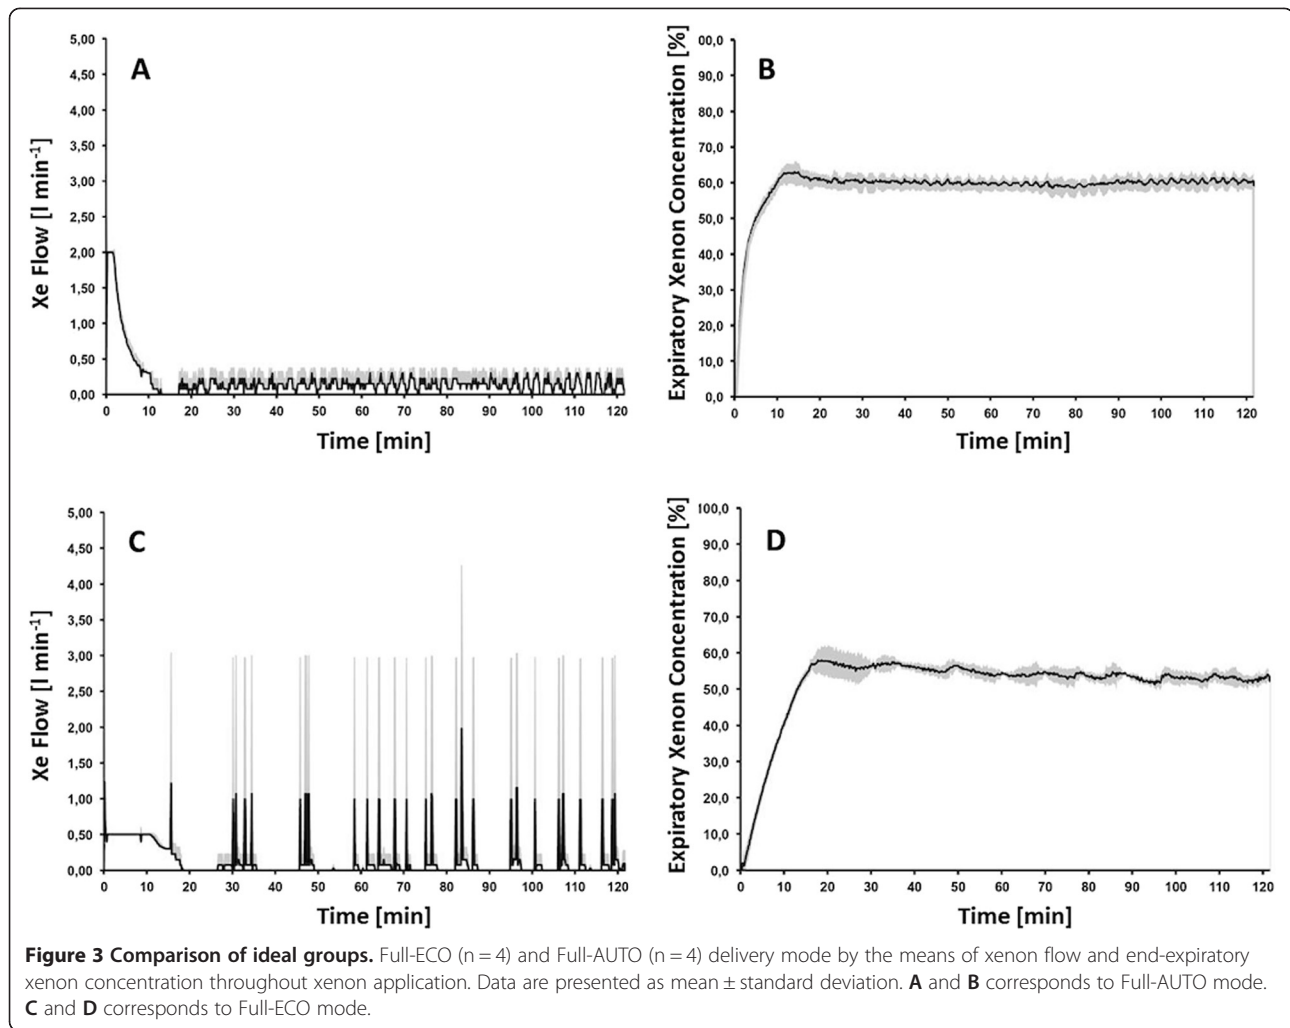 5,00
4,50
4,00
3,50
3,00
2,50
2,00
1,50
1,00
0,50
0,00
A
Xe Flow [l min-1]
0 10 20 30 40 50 60 70 80 90 100 110 120
Time [min]
00,0
90,0
80,0
70,0
60,0
50,0
40,0
30,0
20,0
10,0
0,0
B
Expiratory Xenon Concentration [%]
0 10 20 30 40 50 60 70 80 90 100 110 120
Time [min]
5,00
4,50
4,00
3,50
3,00
2,50
2,00
1,50
1,00
0,50
0,00
C
Xe Flow [l min-1]
0 10 20 30 40 50 60 70 80 90 100 110 120
Time [min]
100,0
90,0
80,0
70,0
60,0
50,0
40,0
30,0
20,0
10,0
0,0
D
Expiratory Xenon Concentration [%]
0 10 20 30 40 50 60 70 80 90 100 110 120
Time [min]
Figure 3 Comparison of ideal groups. Full-ECO (n = 4) and Full-AUTO (n = 4) delivery mode by the means of xenon flow and end-expiratory
xenon concentration throughout xenon application. Data are presented as mean ± standard deviation. A and B corresponds to Full-AUTO mode.
C and D corresponds to Full-ECO mode.